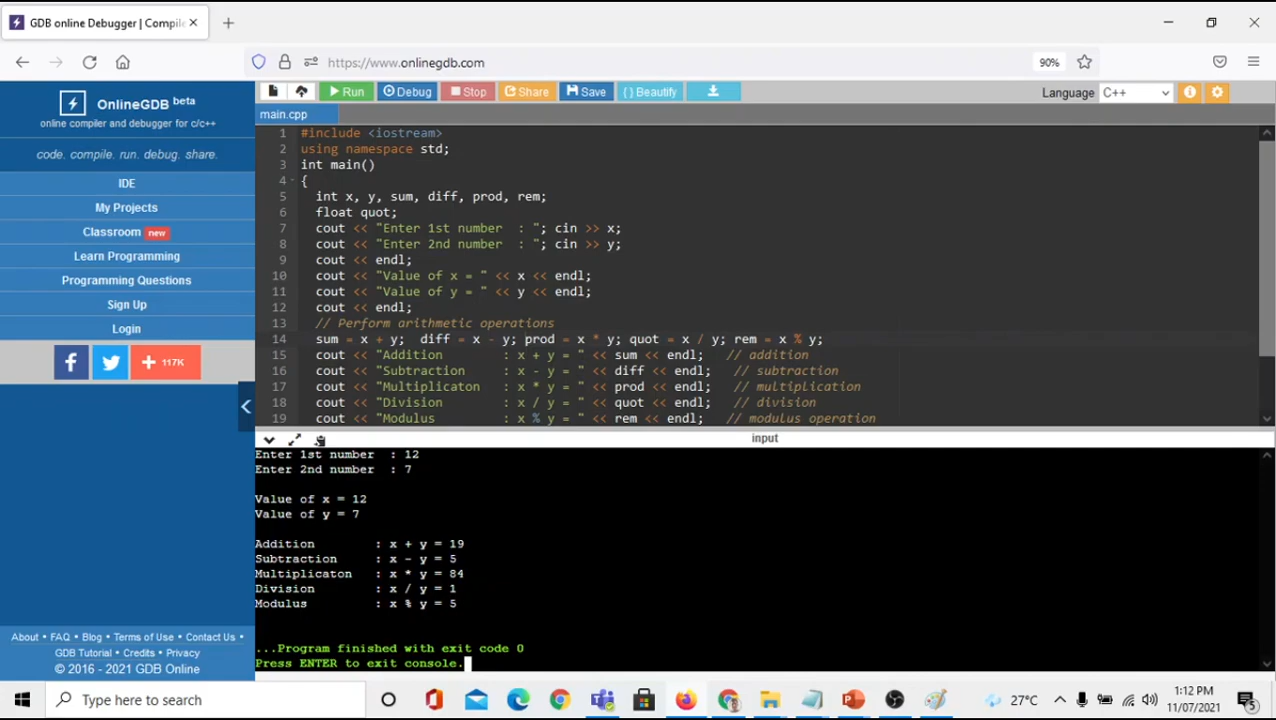 GDB online Debugger | Compile
https://www.onlinegdb.com
90%
OnlineGDB beta
online compiler and debugger for c/c++
code. compile. run. debug. share.
IDE
My Projects
Classroom new
Learn Programming
Programming Questions
Sign Up
Login
117K
About • FAQ • Blog • Terms of Use • Contact Us •
GDB Tutorial • Credits • Privacy
© 2016 - 2021 GDB Online
Run Debug Stop Share Save { } Beautify
Language C++
main.cpp
1 #include <iostream>
2 using namespace std;
3 int main()
4 {
5 int x, y, sum, diff, prod, rem;
6 float quot;
7 cout << "Enter 1st number  : "; cin >> x;
8 cout << "Enter 2nd number  : "; cin >> y;
9 cout << endl;
10 cout << "Value of x = " << x << endl;
11 cout << "Value of y = " << y << endl;
12 cout << endl;
13 // Perform arithmetic operations
14 sum = x + y;  diff = x - y; prod = x * y; quot = x / y; rem = x % y;
15 cout << "Addition        : x + y = " << sum << endl;   // addition
16 cout << "Subtraction     : x - y = " << diff << endl;   // subtraction
17 cout << "Multiplicaton   : x * y = " << prod << endl;   // multiplication
18 cout << "Division        : x / y = " << quot << endl;   // division
19 cout << "Modulus         : x % y = " << rem << endl;   // modulus operation
input
Enter 1st number  : 12
Enter 2nd number  : 7
Value of x = 12
Value of y = 7
Addition        : x + y = 19
Subtraction     : x - y = 5
Multiplicaton   : x * y = 84
Division        : x / y = 1
Modulus         : x % y = 5
...Program finished with exit code 0
Press ENTER to exit console.
Type here to search
27°C
1:12 PM
11/07/2021
5